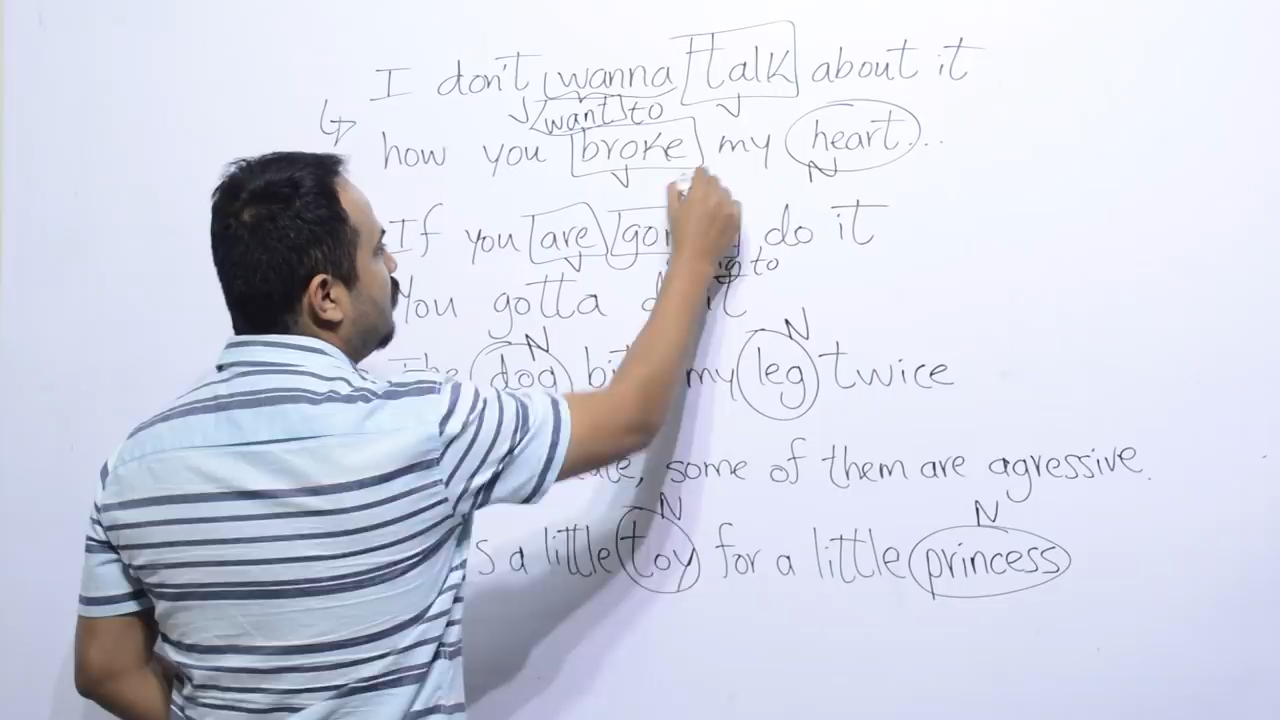 I don't wanna talk about it
want to
how you broke my heart...
N
If you are do it
to
You gotta it
N N
dog my leg twice
some of them are agressive.
N N
a little toy for a little princess